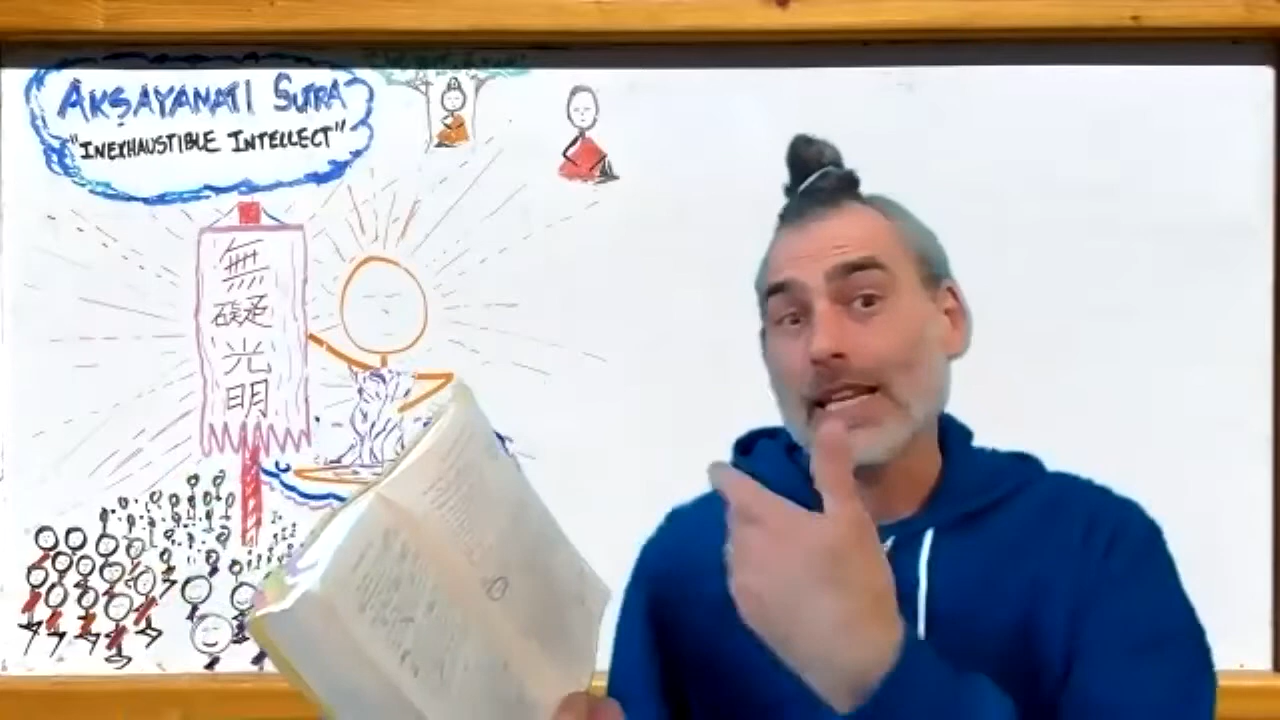 AKṢAYAMATI SUTRA
"INEXHAUSTIBLE INTELLECT"
無
礙
光
明